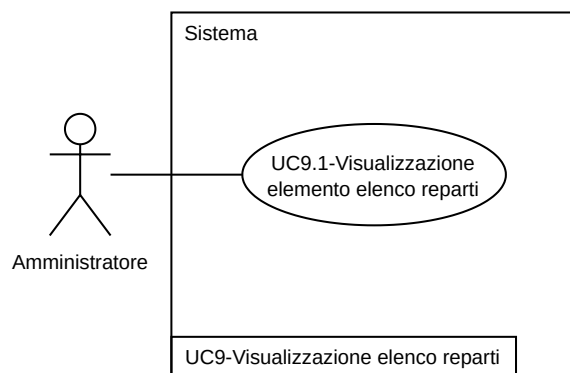 Sistema
UC9.1-Visualizzazione
elemento elenco reparti
Amministratore
UC9-Visualizzazione elenco reparti